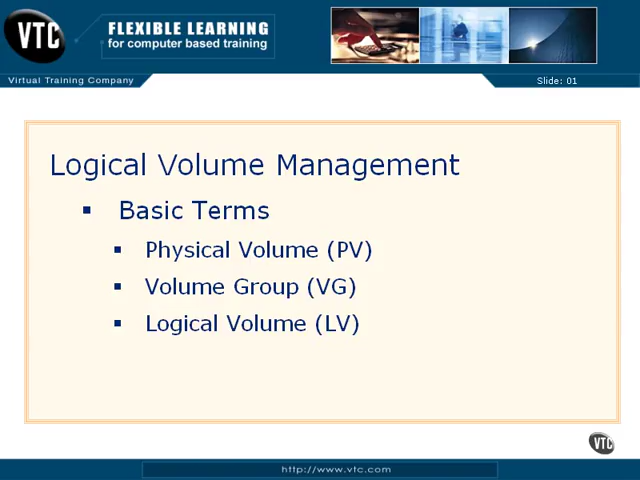 VTC
FLEXIBLE LEARNING
for computer based training
Virtual Training Company
Slide: 01
Logical Volume Management
▪ Basic Terms
▪ Physical Volume (PV)
▪ Volume Group (VG)
▪ Logical Volume (LV)
VTC
http://www.vtc.com